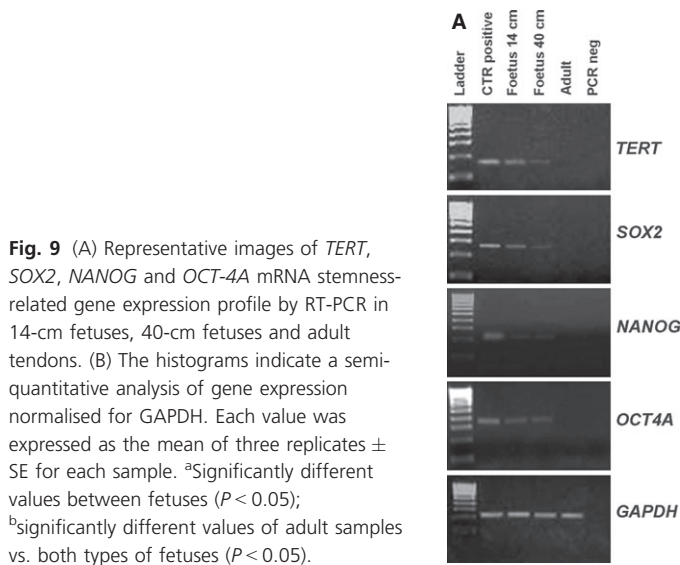 A
Ladder
CTR positive
Foetus 14 cm
Foetus 40 cm
Adult
PCR neg
TERT
SOX2
NANOG
OCT4A
GAPDH
Fig. 9 (A) Representative images of TERT,
SOX2, NANOG and OCT-4A mRNA stemness-
related gene expression profile by RT-PCR in
14-cm fetuses, 40-cm fetuses and adult
tendons. (B) The histograms indicate a semi-
quantitative analysis of gene expression
normalised for GAPDH. Each value was
expressed as the mean of three replicates ±
SE for each sample. ᵃSignificantly different
values between fetuses (P < 0.05);
ᵇsignificantly different values of adult samples
vs. both types of fetuses (P < 0.05).